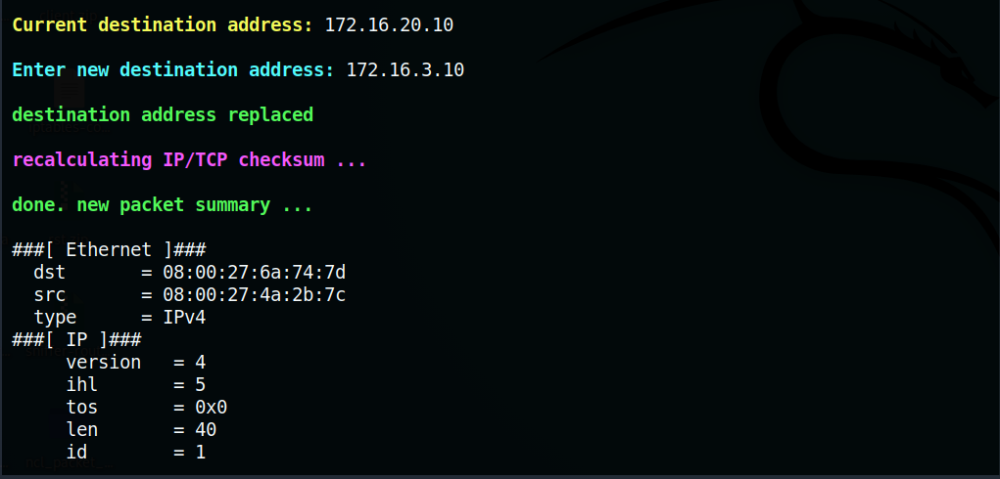 Current destination address: 172.16.20.10
Enter new destination address: 172.16.3.10
destination address replaced
recalculating IP/TCP checksum ...
done. new packet summary ...
###[ Ethernet ]###
  dst       = 08:00:27:6a:74:7d
  src       = 08:00:27:4a:2b:7c
  type      = IPv4
###[ IP ]###
     version   = 4
     ihl       = 5
     tos       = 0x0
     len       = 40
     id        = 1